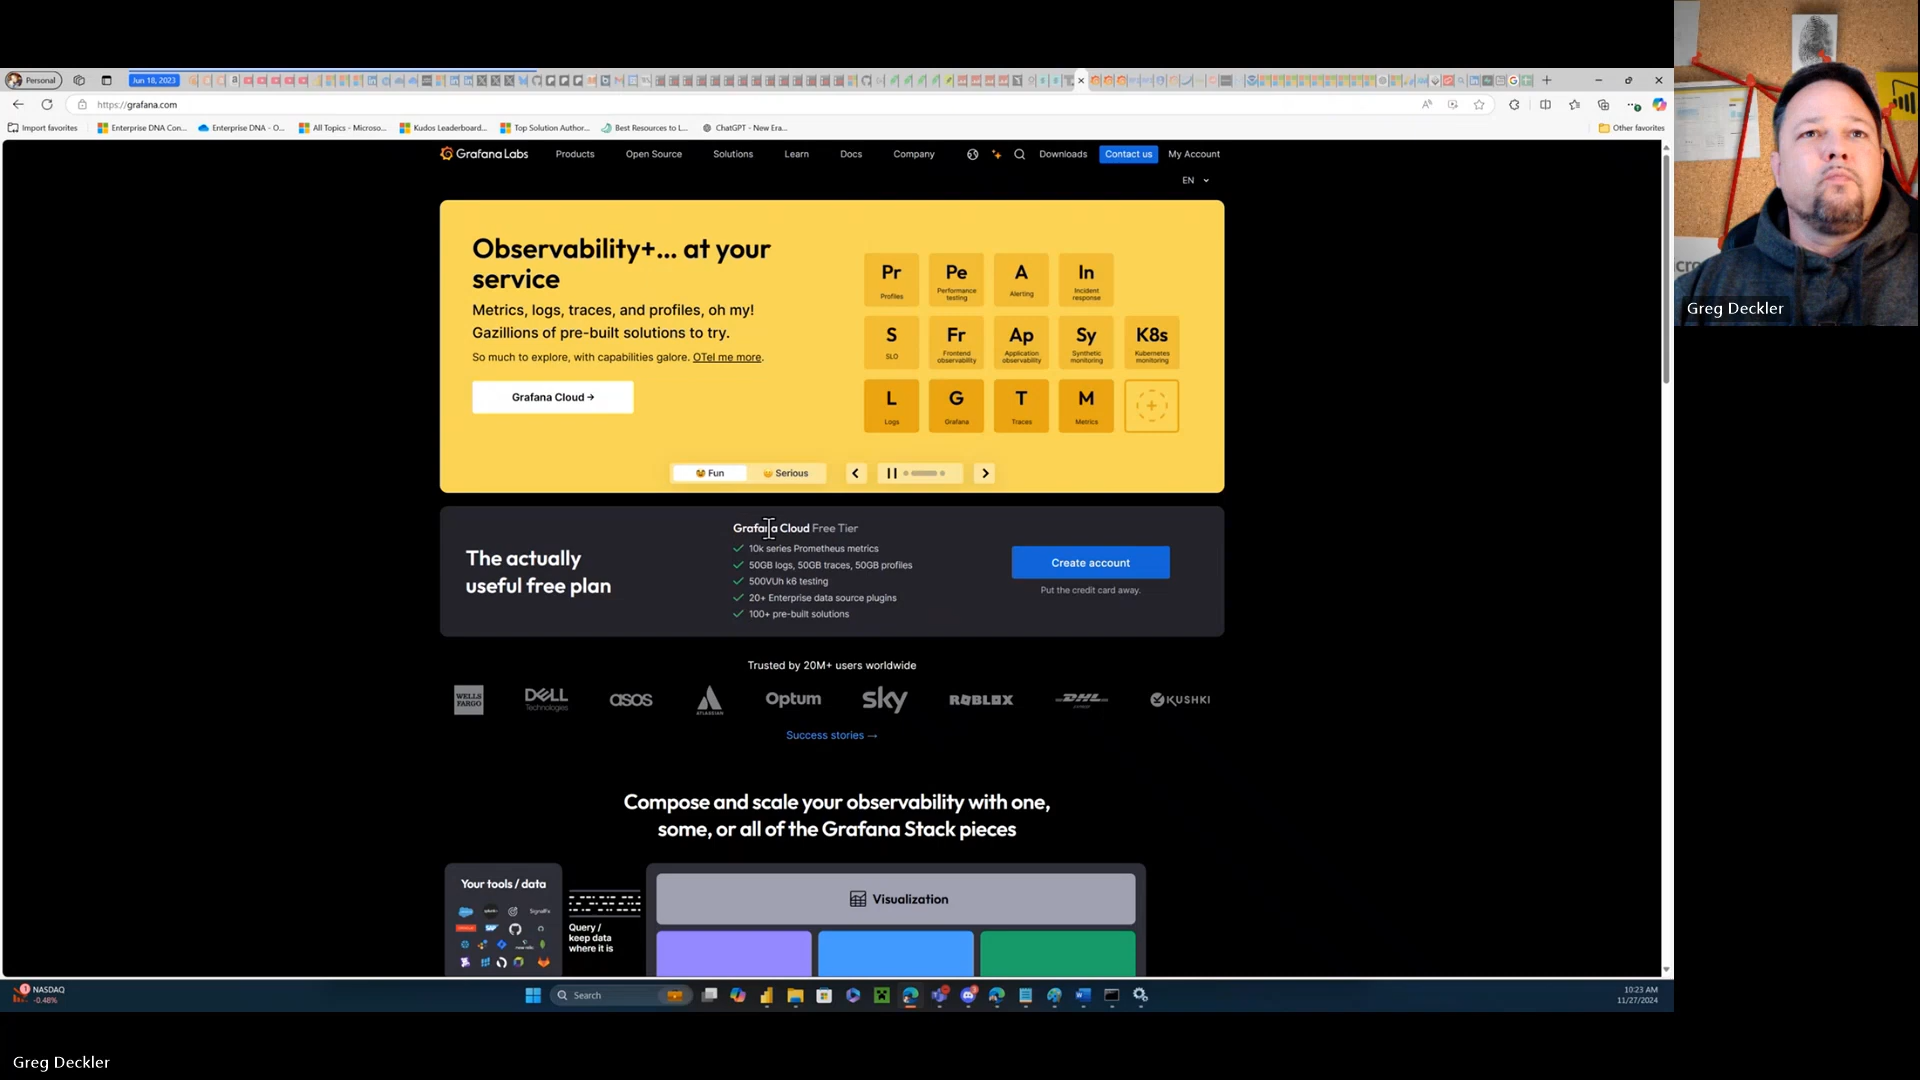 Personal
Jun 18, 2023
https://grafana.com
Import favorites
Enterprise DNA Con...
Enterprise DNA - O...
All Topics - Microso...
Kudos Leaderboard...
Top Solution Author...
Best Resources to L...
ChatGPT - New Era...
Other favorites
Grafana Labs
Products
Open Source
Solutions
Learn
Docs
Company
Downloads
Contact us
My Account
EN
Observability+... at your
service
Metrics, logs, traces, and profiles, oh my!
Gazillions of pre-built solutions to try.
So much to explore, with capabilities galore. OTel me more.
Grafana Cloud →
Pr
Profiles
Pe
Performance
testing
A
Alerting
In
Incident
response
S
SLO
Fr
Frontend
observability
Ap
Application
observability
Sy
Synthetic
monitoring
K8s
Kubernetes
monitoring
L
Logs
G
Grafana
T
Traces
M
Metrics
Fun
Serious
The actually
useful free plan
Grafana Cloud Free Tier
10k series Prometheus metrics
50GB logs, 50GB traces, 50GB profiles
500VUh k6 testing
20+ Enterprise data source plugins
100+ pre-built solutions
Create account
Put the credit card away.
Trusted by 20M+ users worldwide
WELLS
FARGO
DELL
Technologies
asos
ATLASSIAN
Optum
sky
ROBLOX
DHL
KUSHKI
Success stories →
Compose and scale your observability with one,
some, or all of the Grafana Stack pieces
Your tools / data
Query /
keep data
where it is
Visualization
NASDAQ
-0.48%
Search
10:23 AM
11/27/2024
Greg Deckler
Greg Deckler